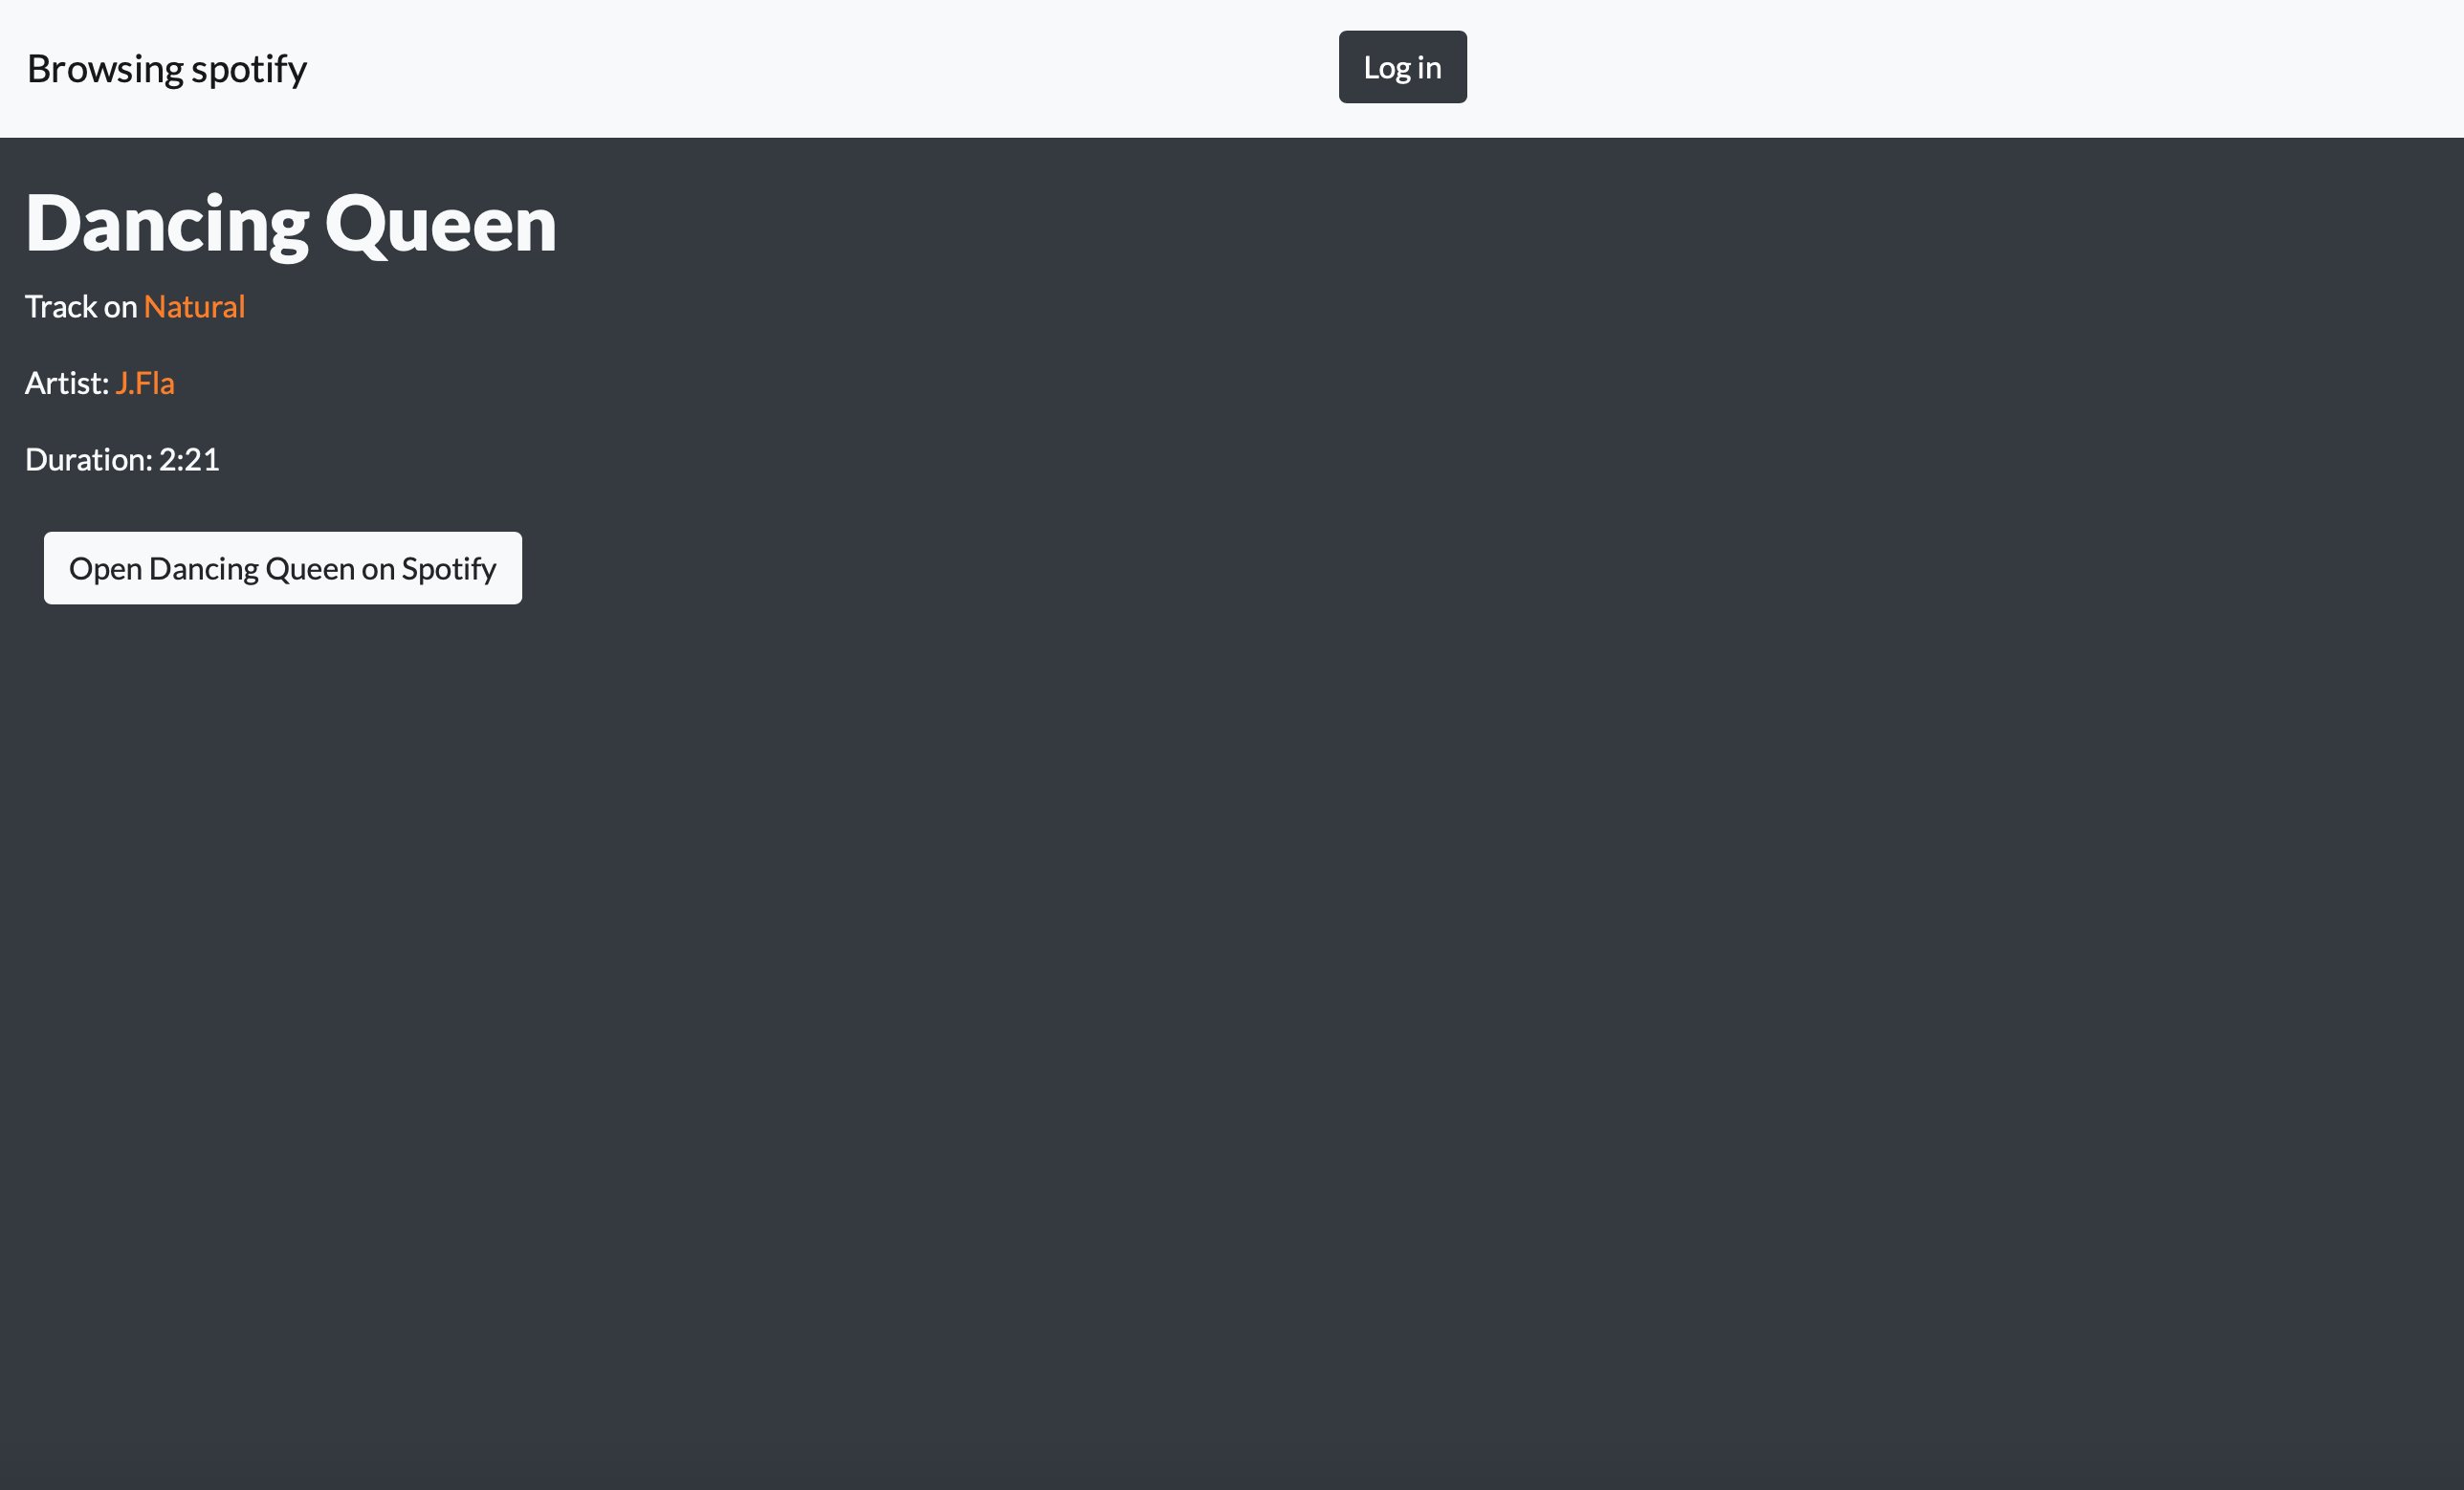 Browsing spotify
Log in
Dancing Queen
Track on Natural
Artist: J.Fla
Duration: 2:21
Open Dancing Queen on Spotify